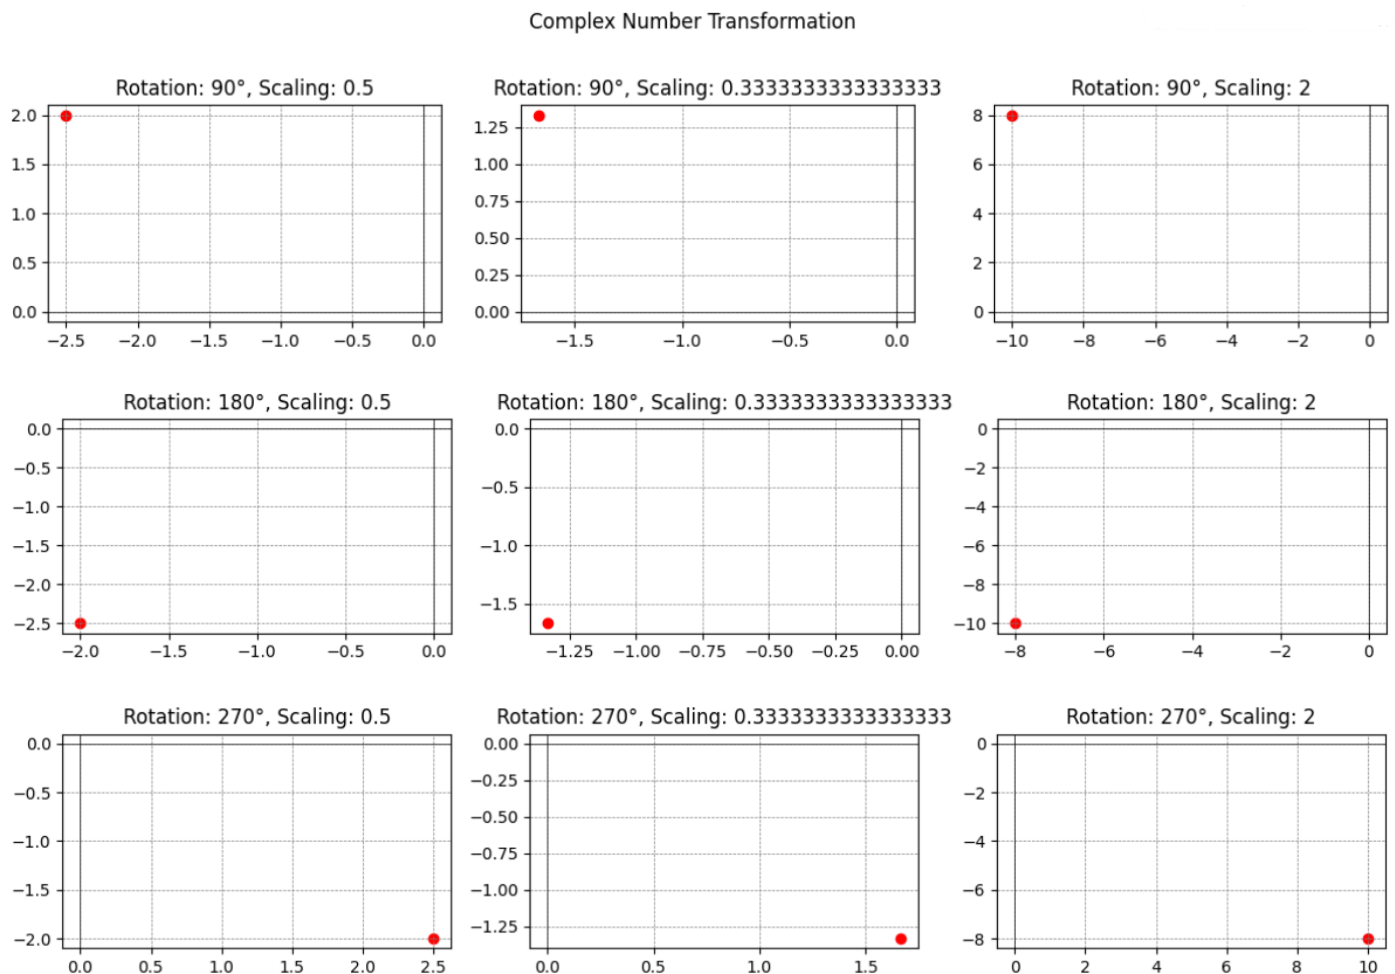 Complex Number Transformation
Rotation: 90°, Scaling: 0.5
2.0
1.5
1.0
0.5
0.0
−2.5 −2.0 −1.5 −1.0 −0.5 0.0
Rotation: 90°, Scaling: 0.3333333333333333
1.25
1.00
0.75
0.50
0.25
0.00
−1.5 −1.0 −0.5 0.0
Rotation: 90°, Scaling: 2
8
6
4
2
0
−10 −8 −6 −4 −2 0
Rotation: 180°, Scaling: 0.5
0.0
−0.5
−1.0
−1.5
−2.0
−2.5
−2.0 −1.5 −1.0 −0.5 0.0
Rotation: 180°, Scaling: 0.3333333333333333
0.0
−0.5
−1.0
−1.5
−1.25 −1.00 −0.75 −0.50 −0.25 0.00
Rotation: 180°, Scaling: 2
0
−2
−4
−6
−8
−10
−8 −6 −4 −2 0
Rotation: 270°, Scaling: 0.5
0.0
−0.5
−1.0
−1.5
−2.0
0.0 0.5 1.0 1.5 2.0 2.5
Rotation: 270°, Scaling: 0.3333333333333333
0.00
−0.25
−0.50
−0.75
−1.00
−1.25
0.0 0.5 1.0 1.5
Rotation: 270°, Scaling: 2
0
−2
−4
−6
−8
0 2 4 6 8 10